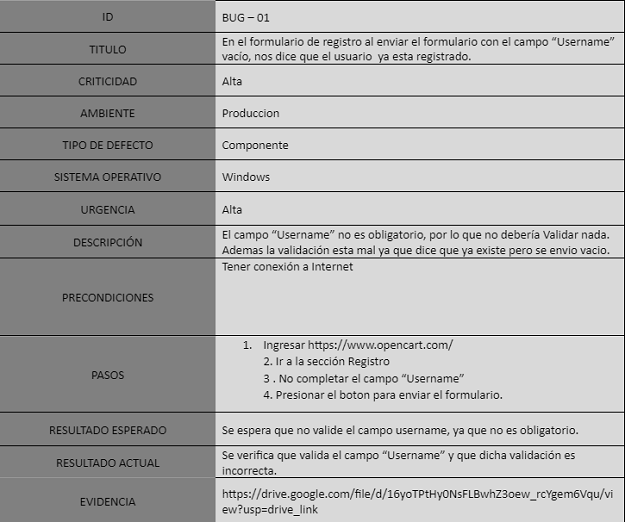 ID
BUG – 01
TITULO
En el formulario de registro al enviar el formulario con el campo “Username”
vacío, nos dice que el usuario ya esta registrado.
CRITICIDAD
Alta
AMBIENTE
Produccion
TIPO DE DEFECTO
Componente
SISTEMA OPERATIVO
Windows
URGENCIA
Alta
DESCRIPCIÓN
El campo “Username” no es obligatorio, por lo que no debería Validar nada.
Ademas la validación esta mal ya que dice que ya existe pero se envio vacio.
PRECONDICIONES
Tener conexión a Internet
PASOS
1. Ingresar https://www.opencart.com/
2. Ir a la sección Registro
3 . No completar el campo “Username”
4. Presionar el boton para enviar el formulario.
RESULTADO ESPERADO
Se espera que no valide el campo username, ya que no es obligatorio.
RESULTADO ACTUAL
Se verifica que valida el campo “Username” y que dicha validación es
incorrecta.
EVIDENCIA
https://drive.google.com/file/d/16yoTPtHy0NsFLBwhZ3oew_rcYgem6Vqu/vi
ew?usp=drive_link